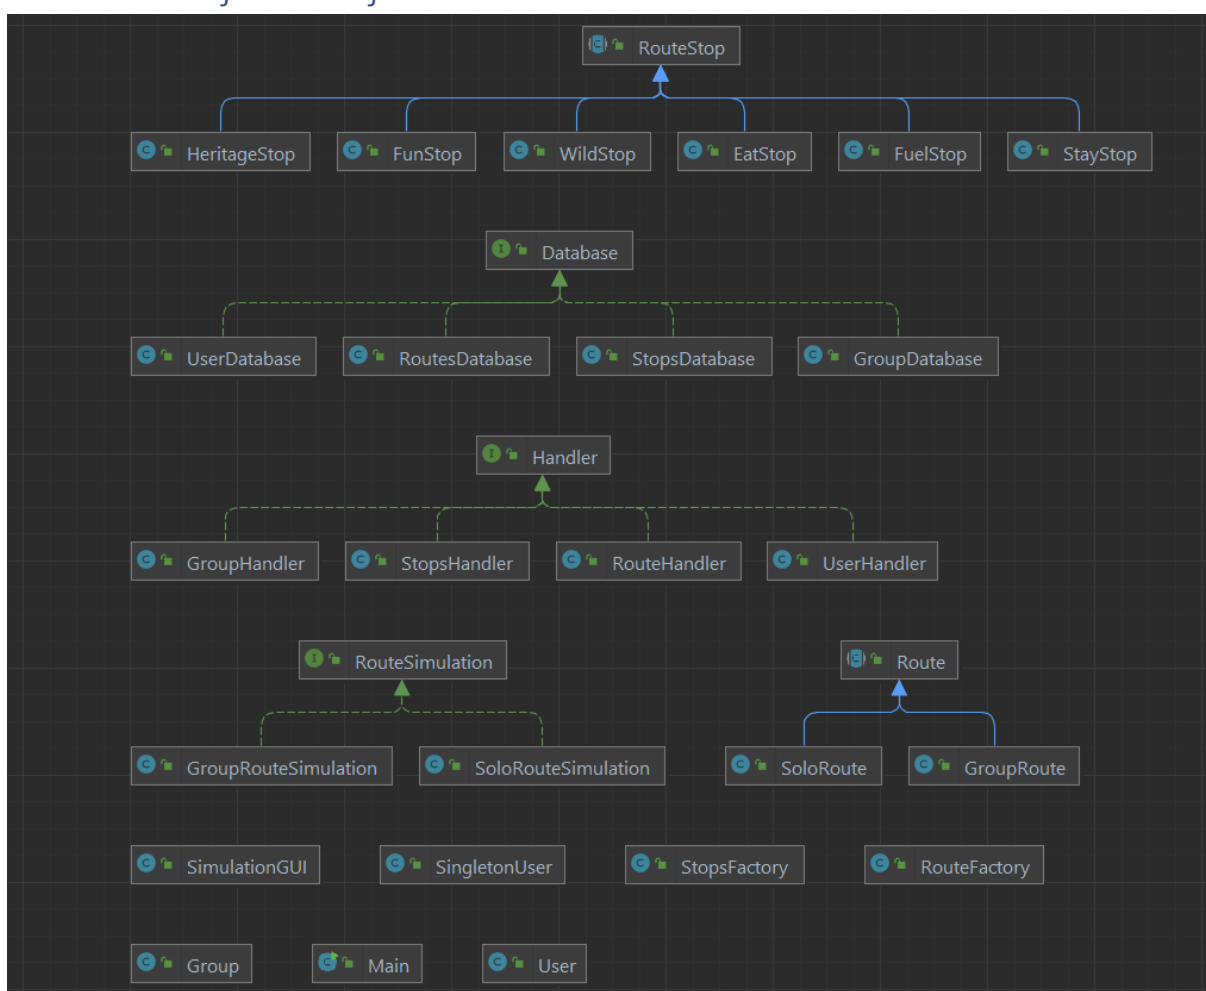 RouteStop
HeritageStop FunStop WildStop EatStop FuelStop StayStop
Database
UserDatabase RoutesDatabase StopsDatabase GroupDatabase
Handler
GroupHandler StopsHandler RouteHandler UserHandler
RouteSimulation Route
GroupRouteSimulation SoloRouteSimulation SoloRoute GroupRoute
SimulationGUI SingletonUser StopsFactory RouteFactory
Group Main User